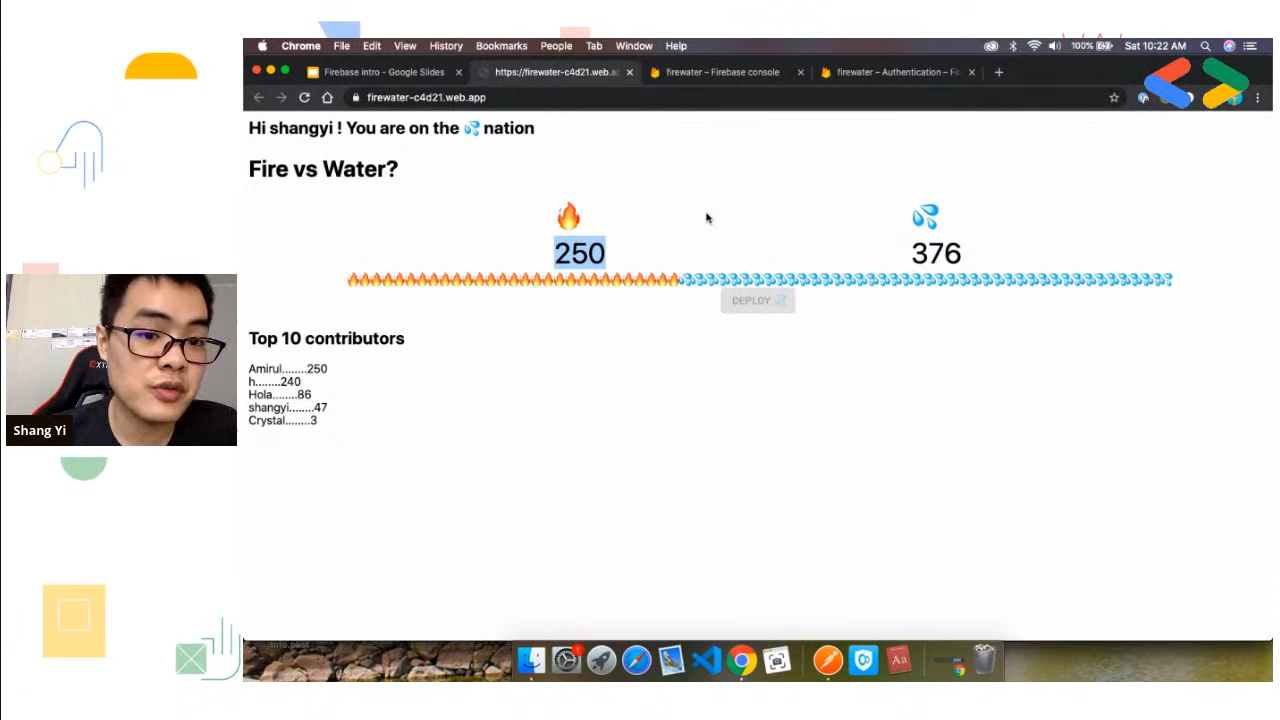 Chrome File Edit View History Bookmarks People Tab Window Help 100% Sat 10:22 AM
Firebase intro - Google Slides https://firewater-c4d21.web.a firewater – Firebase console firewater – Authentication – Fi
firewater-c4d21.web.app
Hi shangyi ! You are on the 💦 nation
Fire vs Water?
🔥 💦
250 376
DEPLOY 💦
Top 10 contributors
Amirul........250
h........240
Hola........86
shangyi........47
Crystal........3
Shang Yi
Info.plist
Aa